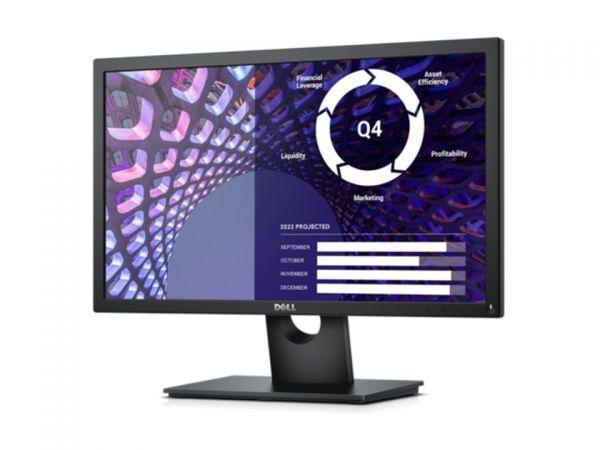 Financial
Leverage
Asset
Efficiency
Q4
Liquidity
Profitability
Marketing
2022 PROJECTED
SEPTEMBER
OCTOBER
NOVEMBER
DECEMBER
DELL